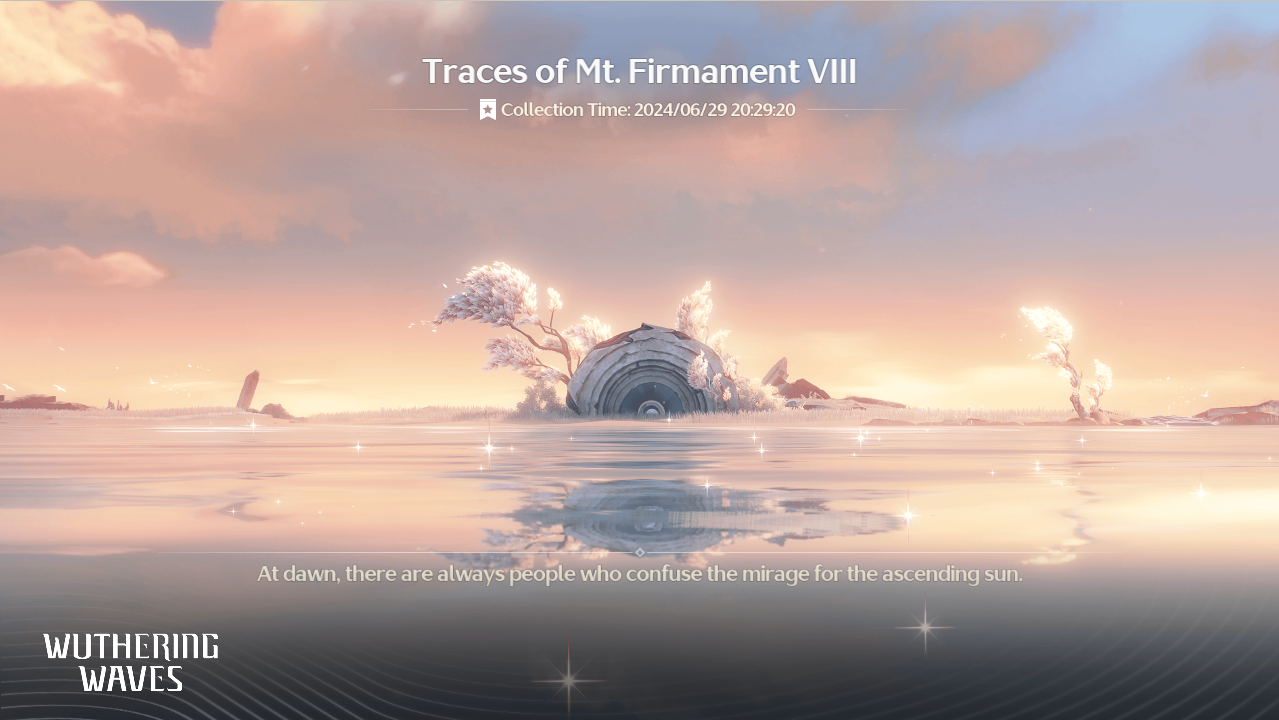 Traces of Mt. Firmament VIII
Collection Time: 2024/06/29 20:29:20
At dawn, there are always people who confuse the mirage for the ascending sun.
WUTHERING
WAVES